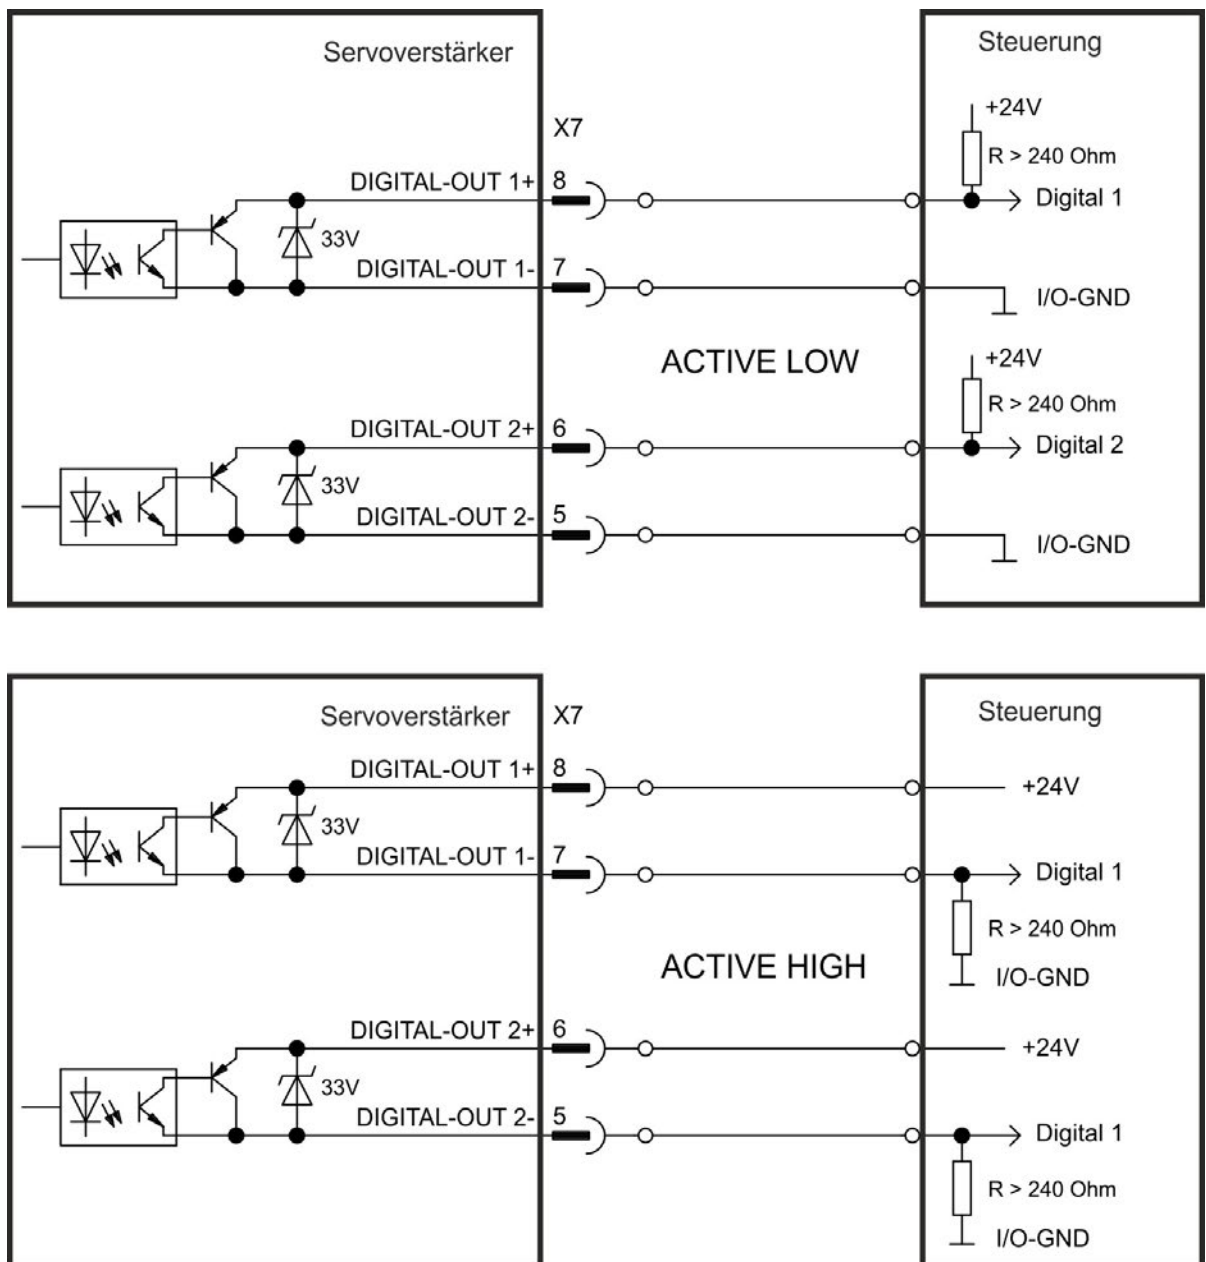 Servoverstärker
Steuerung
X7
+24V
R > 240 Ohm
DIGITAL-OUT 1+
8
Digital 1
33V
DIGITAL-OUT 1-
7
I/O-GND
ACTIVE LOW
+24V
R > 240 Ohm
DIGITAL-OUT 2+
6
Digital 2
33V
DIGITAL-OUT 2-
5
I/O-GND
Servoverstärker
X7
Steuerung
DIGITAL-OUT 1+
8
+24V
33V
DIGITAL-OUT 1-
7
Digital 1
R > 240 Ohm
ACTIVE HIGH
I/O-GND
DIGITAL-OUT 2+
6
+24V
33V
DIGITAL-OUT 2-
5
Digital 1
R > 240 Ohm
I/O-GND